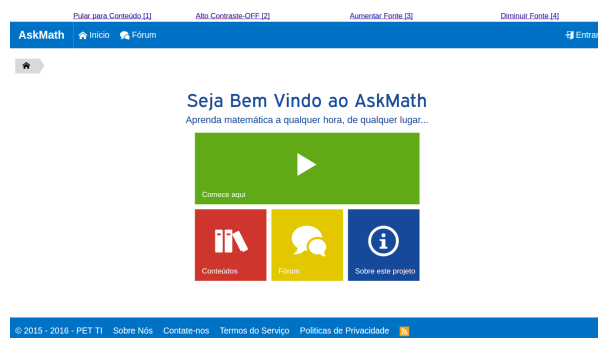 Pular para Conteúdo [1] Alto Contraste-OFF [2] Aumentar Fonte [3] Diminuir Fonte [4]
AskMath Início Fórum Entrar
Seja Bem Vindo ao AskMath
Aprenda matemática a qualquer hora, de qualquer lugar...
Comece aqui
Conteúdos Fórum Sobre este projeto
© 2015 - 2016 - PET TI Sobre Nós Contate-nos Termos do Serviço Politicas de Privacidade